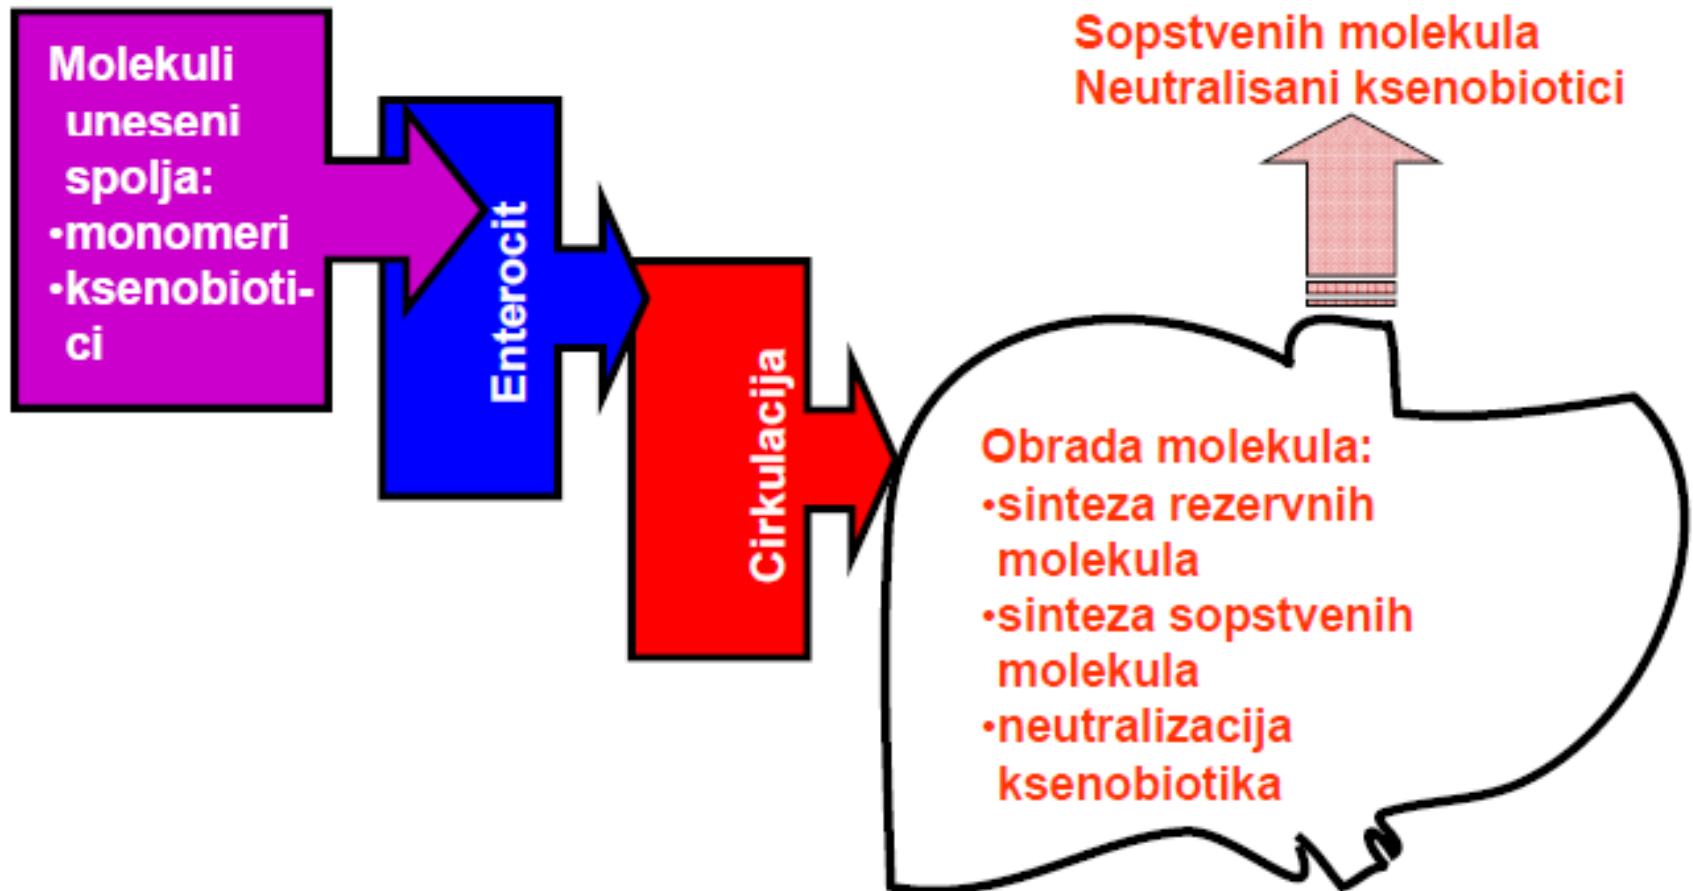 Molekuli
uneseni
spolja:
•monomeri
•ksenobioti-
ci
Enterocit
Cirkulacija
Sopstvenih molekula
Neutralisani ksenobiotici
Obrada molekula:
•sinteza rezervnih
molekula
•sinteza sopstvenih
molekula
•neutralizacija
ksenobiotika